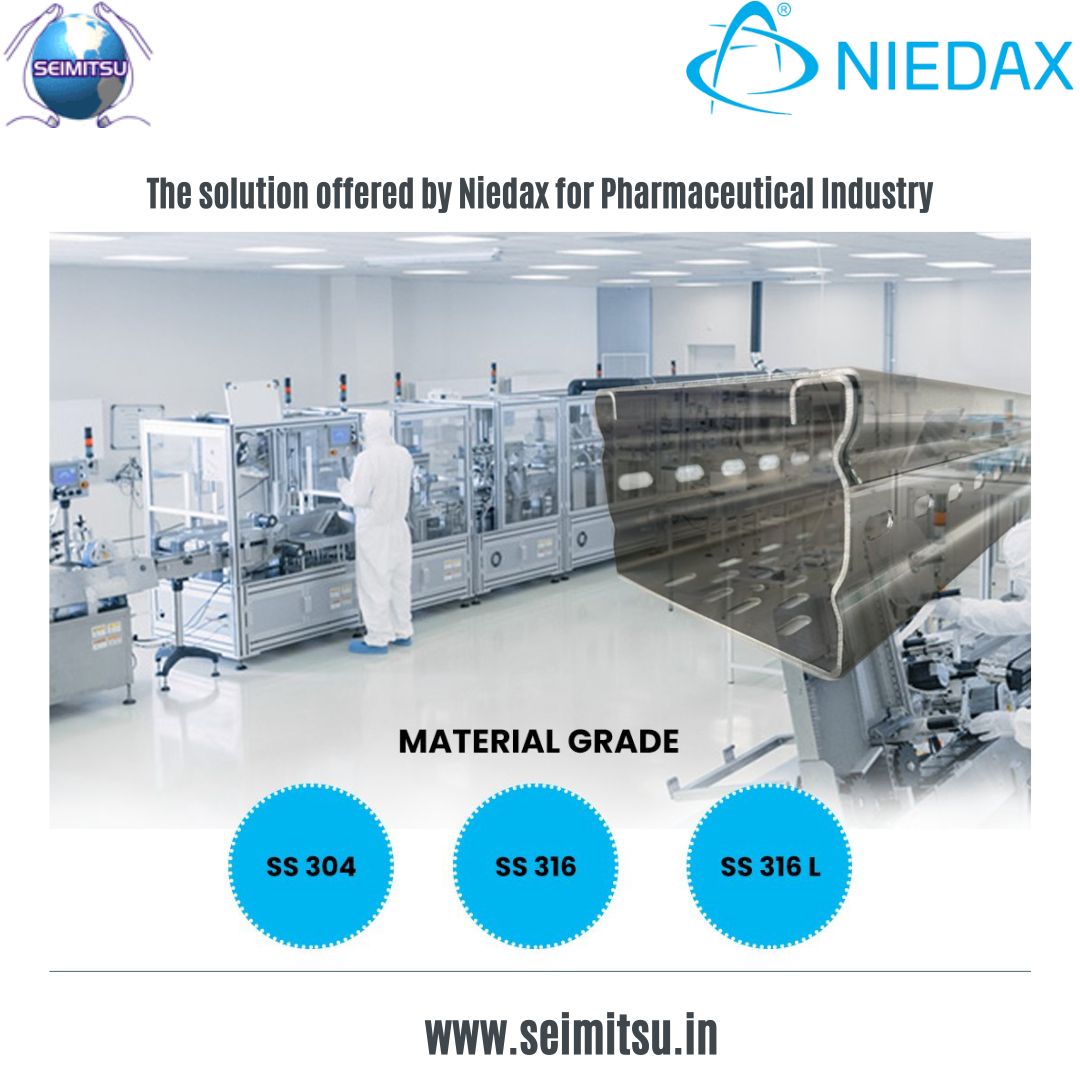 SEIMITSU
® NIEDAX
The solution offered by Niedax for Pharmaceutical Industry
MATERIAL GRADE
SS 304
SS 316
SS 316 L
www.seimitsu.in